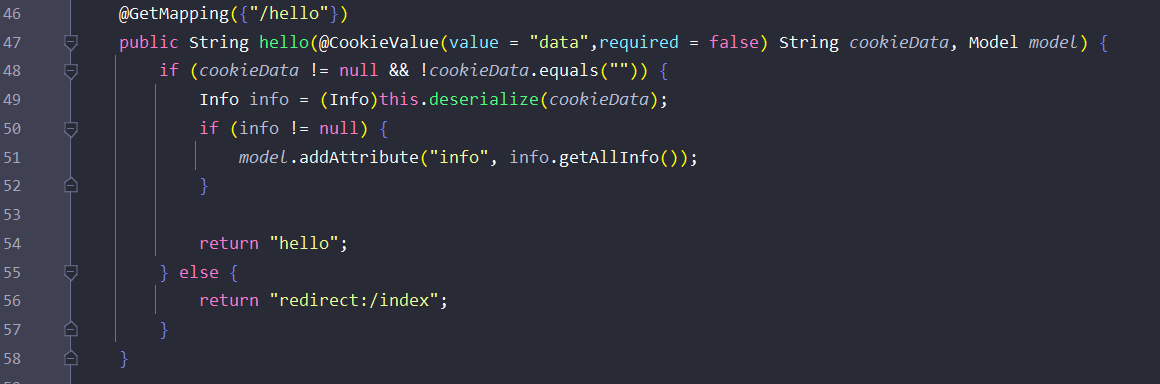 46 @GetMapping({"/hello"})
47 public String hello(@CookieValue(value = "data",required = false) String cookieData, Model model) {
48 if (cookieData != null && !cookieData.equals("")) {
49 Info info = (Info)this.deserialize(cookieData);
50 if (info != null) {
51 model.addAttribute("info", info.getAllInfo());
52 }
53
54 return "hello";
55 } else {
56 return "redirect:/index";
57 }
58 }